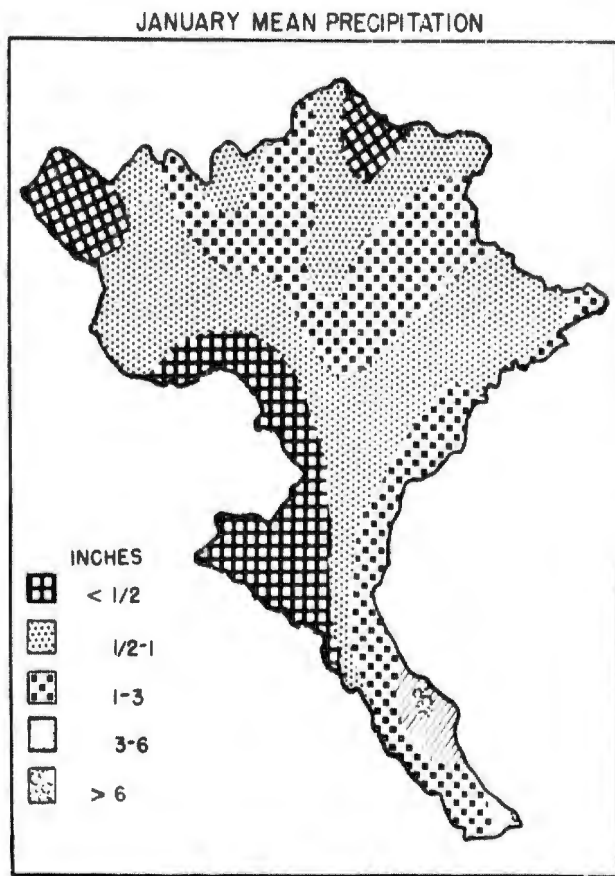 JANUARY MEAN PRECIPITATION
INCHES
< 1/2
1/2-1
1-3
3-6
> 6